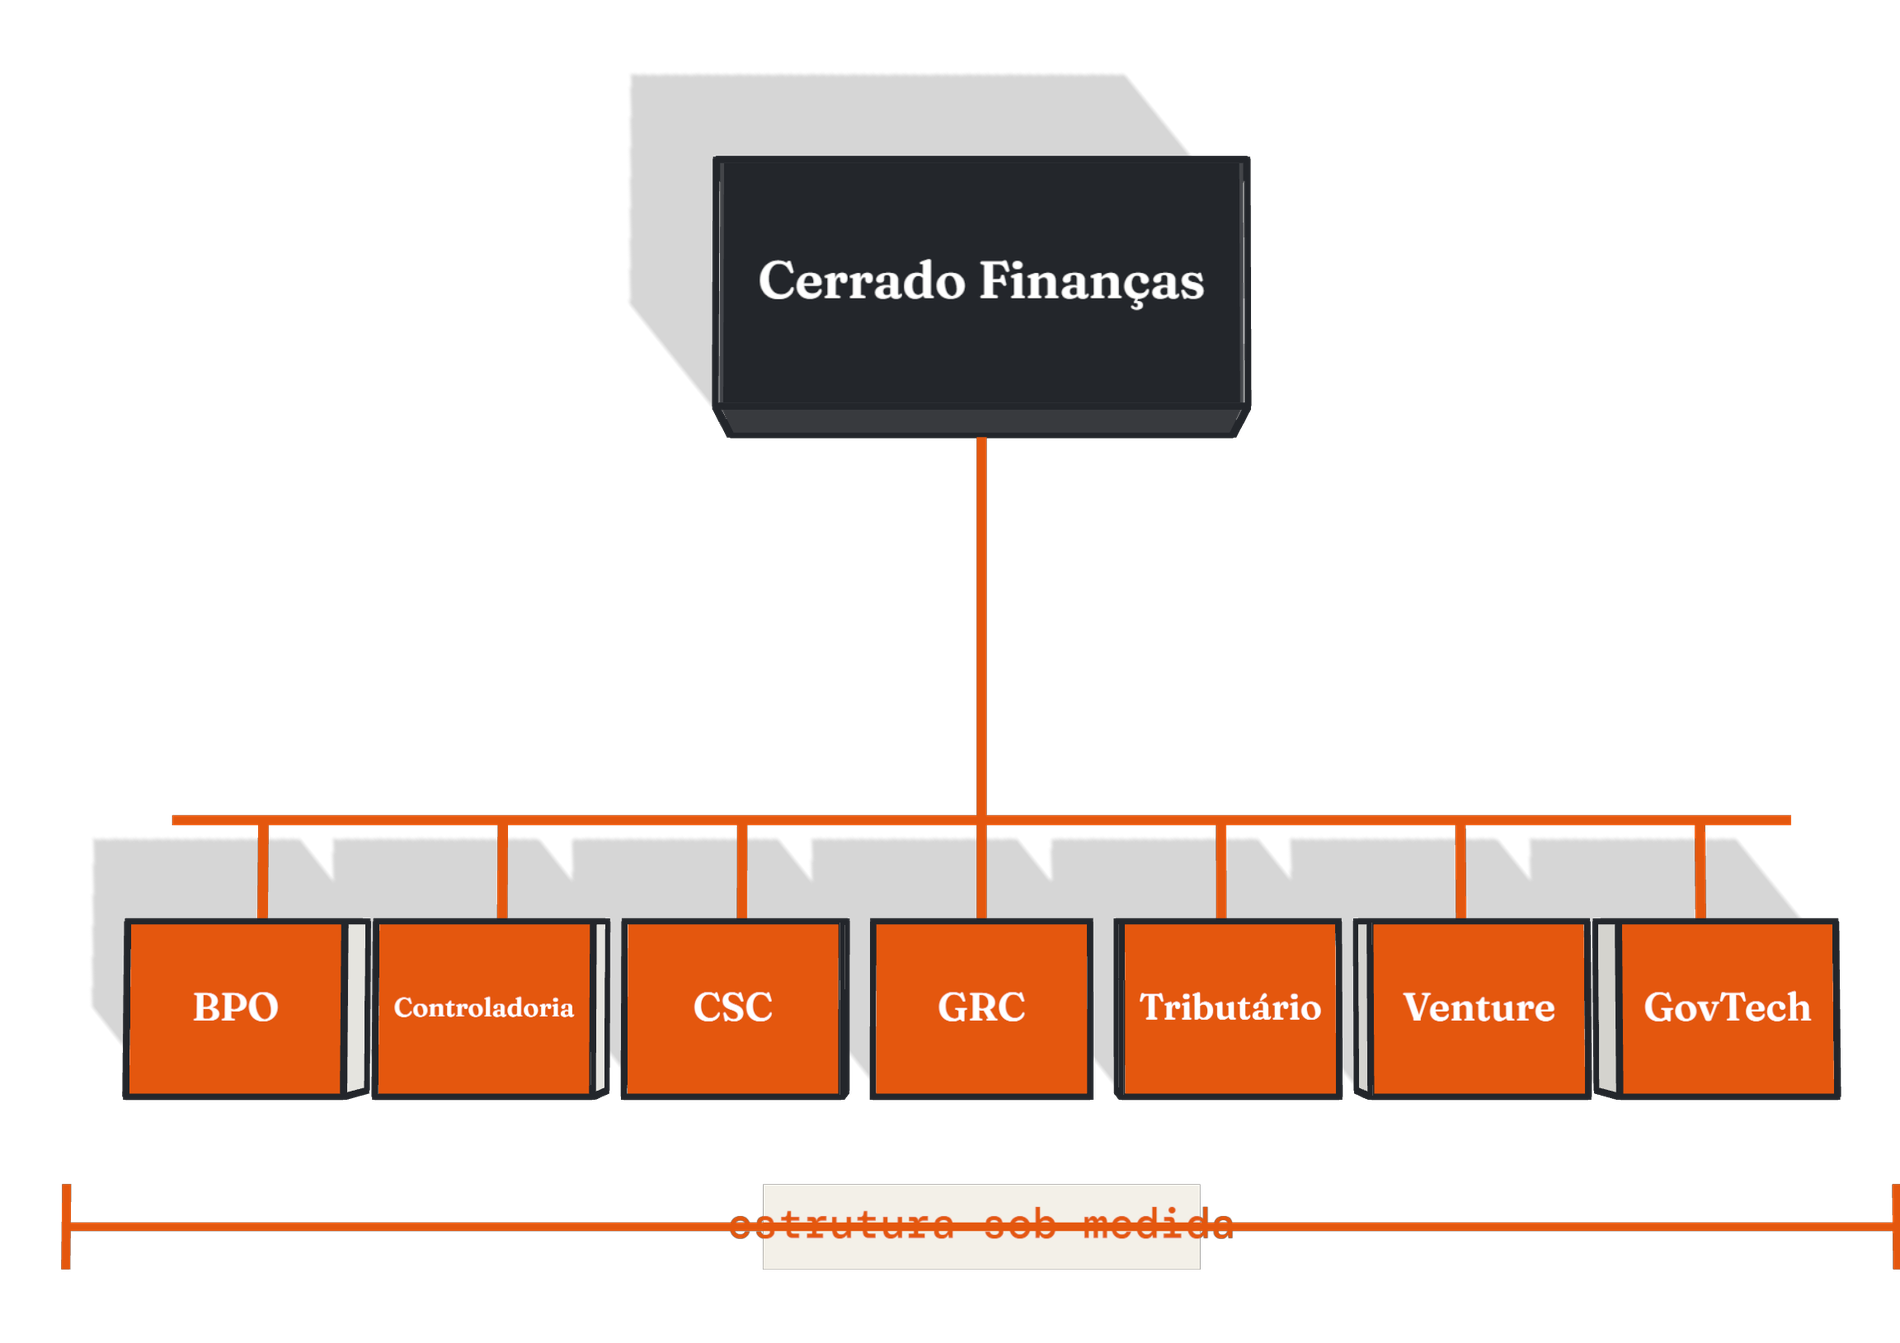 Cerrado Finanças
BPO
Controladoria
CSC
GRC
Tributário
Venture
GovTech
estrutura sob medida